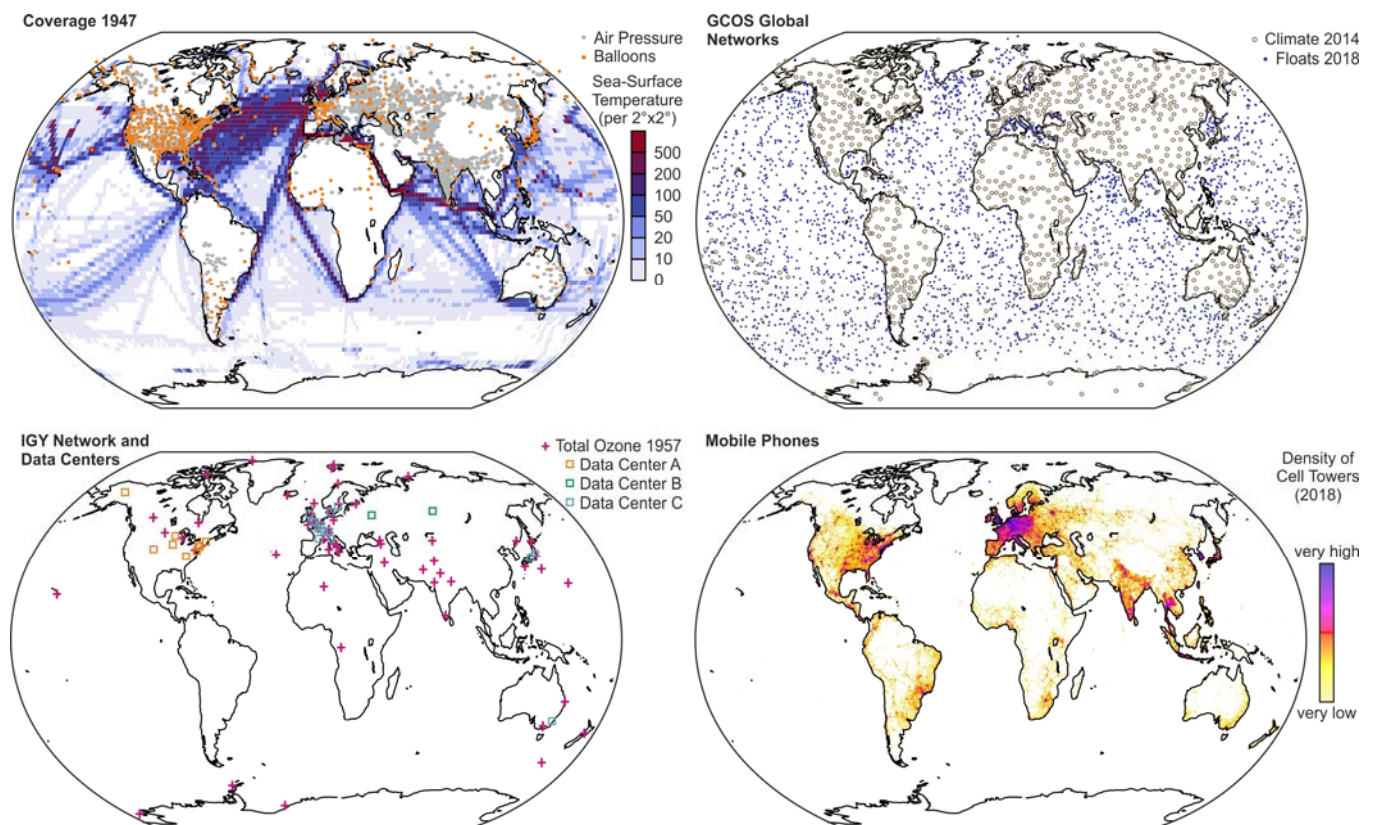 Coverage 1947
Air Pressure
Balloons
Sea-Surface
Temperature
(per 2°x2°)
500
200
100
50
20
10
0
GCOS Global
Networks
Climate 2014
Floats 2018
IGY Network and
Data Centers
Total Ozone 1957
Data Center A
Data Center B
Data Center C
Mobile Phones
Density of
Cell Towers
(2018)
very high
very low